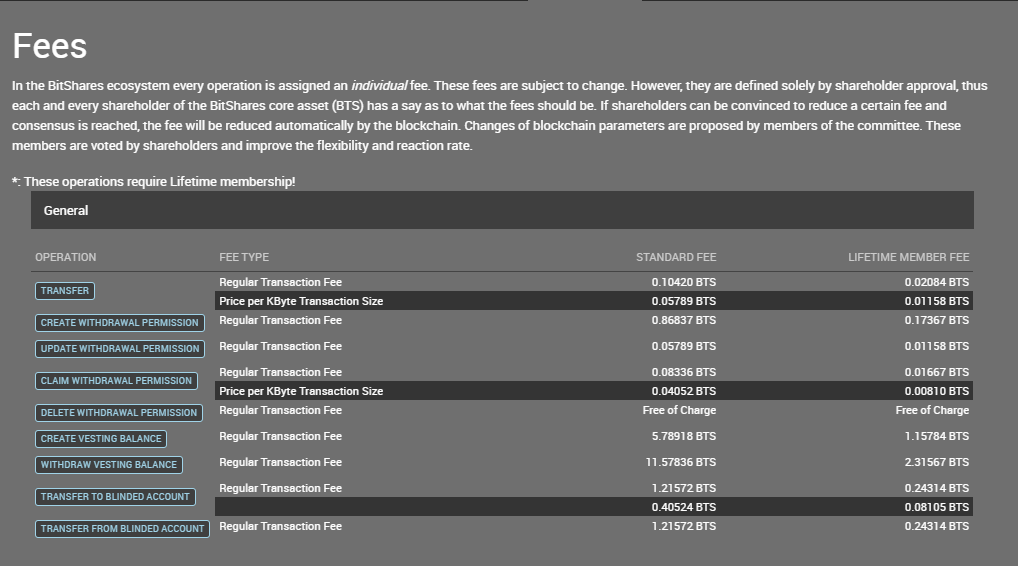 Fees
In the BitShares ecosystem every operation is assigned an individual fee. These fees are subject to change. However, they are defined solely by shareholder approval, thus
each and every shareholder of the BitShares core asset (BTS) has a say as to what the fees should be. If shareholders can be convinced to reduce a certain fee and
consensus is reached, the fee will be reduced automatically by the blockchain. Changes of blockchain parameters are proposed by members of the committee. These
members are voted by shareholders and improve the flexibility and reaction rate.
*: These operations require Lifetime membership!
General
OPERATION FEE TYPE STANDARD FEE LIFETIME MEMBER FEE
TRANSFER Regular Transaction Fee 0.10420 BTS 0.02084 BTS
Price per KByte Transaction Size 0.05789 BTS 0.01158 BTS
CREATE WITHDRAWAL PERMISSION Regular Transaction Fee 0.86837 BTS 0.17367 BTS
UPDATE WITHDRAWAL PERMISSION Regular Transaction Fee 0.05789 BTS 0.01158 BTS
CLAIM WITHDRAWAL PERMISSION Regular Transaction Fee 0.08336 BTS 0.01667 BTS
Price per KByte Transaction Size 0.04052 BTS 0.00810 BTS
DELETE WITHDRAWAL PERMISSION Regular Transaction Fee Free of Charge Free of Charge
CREATE VESTING BALANCE Regular Transaction Fee 5.78918 BTS 1.15784 BTS
WITHDRAW VESTING BALANCE Regular Transaction Fee 11.57836 BTS 2.31567 BTS
TRANSFER TO BLINDED ACCOUNT Regular Transaction Fee 1.21572 BTS 0.24314 BTS
0.40524 BTS 0.08105 BTS
TRANSFER FROM BLINDED ACCOUNT Regular Transaction Fee 1.21572 BTS 0.24314 BTS